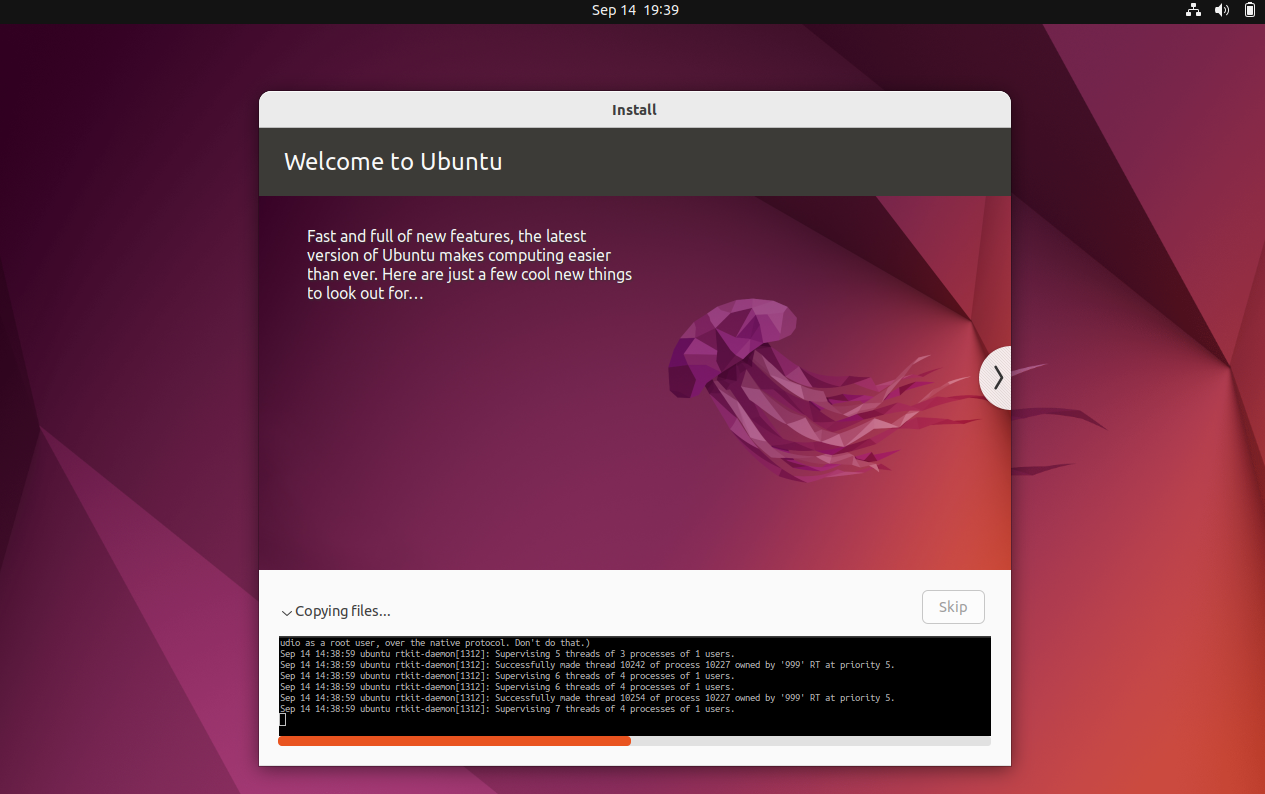 Sep 14 19:39
Install
Welcome to Ubuntu
Fast and full of new features, the latest
version of Ubuntu makes computing easier
than ever. Here are just a few cool new things
to look out for…
Copying files...
Skip
udio as a root user, over the native protocol. Don't do that.)
Sep 14 14:38:59 ubuntu rtkit-daemon[1312]: Supervising 5 threads of 3 processes of 1 users.
Sep 14 14:38:59 ubuntu rtkit-daemon[1312]: Successfully made thread 10242 of process 10227 owned by '999' RT at priority 5.
Sep 14 14:38:59 ubuntu rtkit-daemon[1312]: Supervising 6 threads of 4 processes of 1 users.
Sep 14 14:38:59 ubuntu rtkit-daemon[1312]: Supervising 6 threads of 4 processes of 1 users.
Sep 14 14:38:59 ubuntu rtkit-daemon[1312]: Successfully made thread 10254 of process 10227 owned by '999' RT at priority 5.
Sep 14 14:38:59 ubuntu rtkit-daemon[1312]: Supervising 7 threads of 4 processes of 1 users.